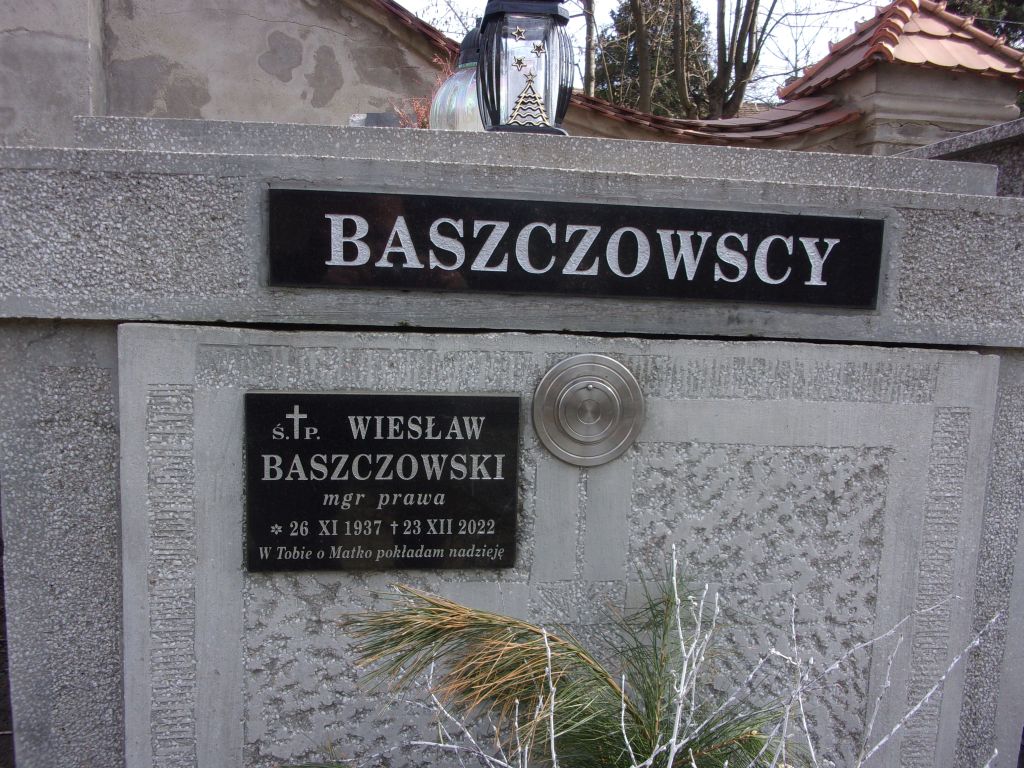 BASZCZOWSCY
Ś.†P. WIESŁAW
BASZCZOWSKI
mgr prawa
✲ 26 XI 1937 † 23 XII 2022
W Tobie o Matko pokładam nadzieję